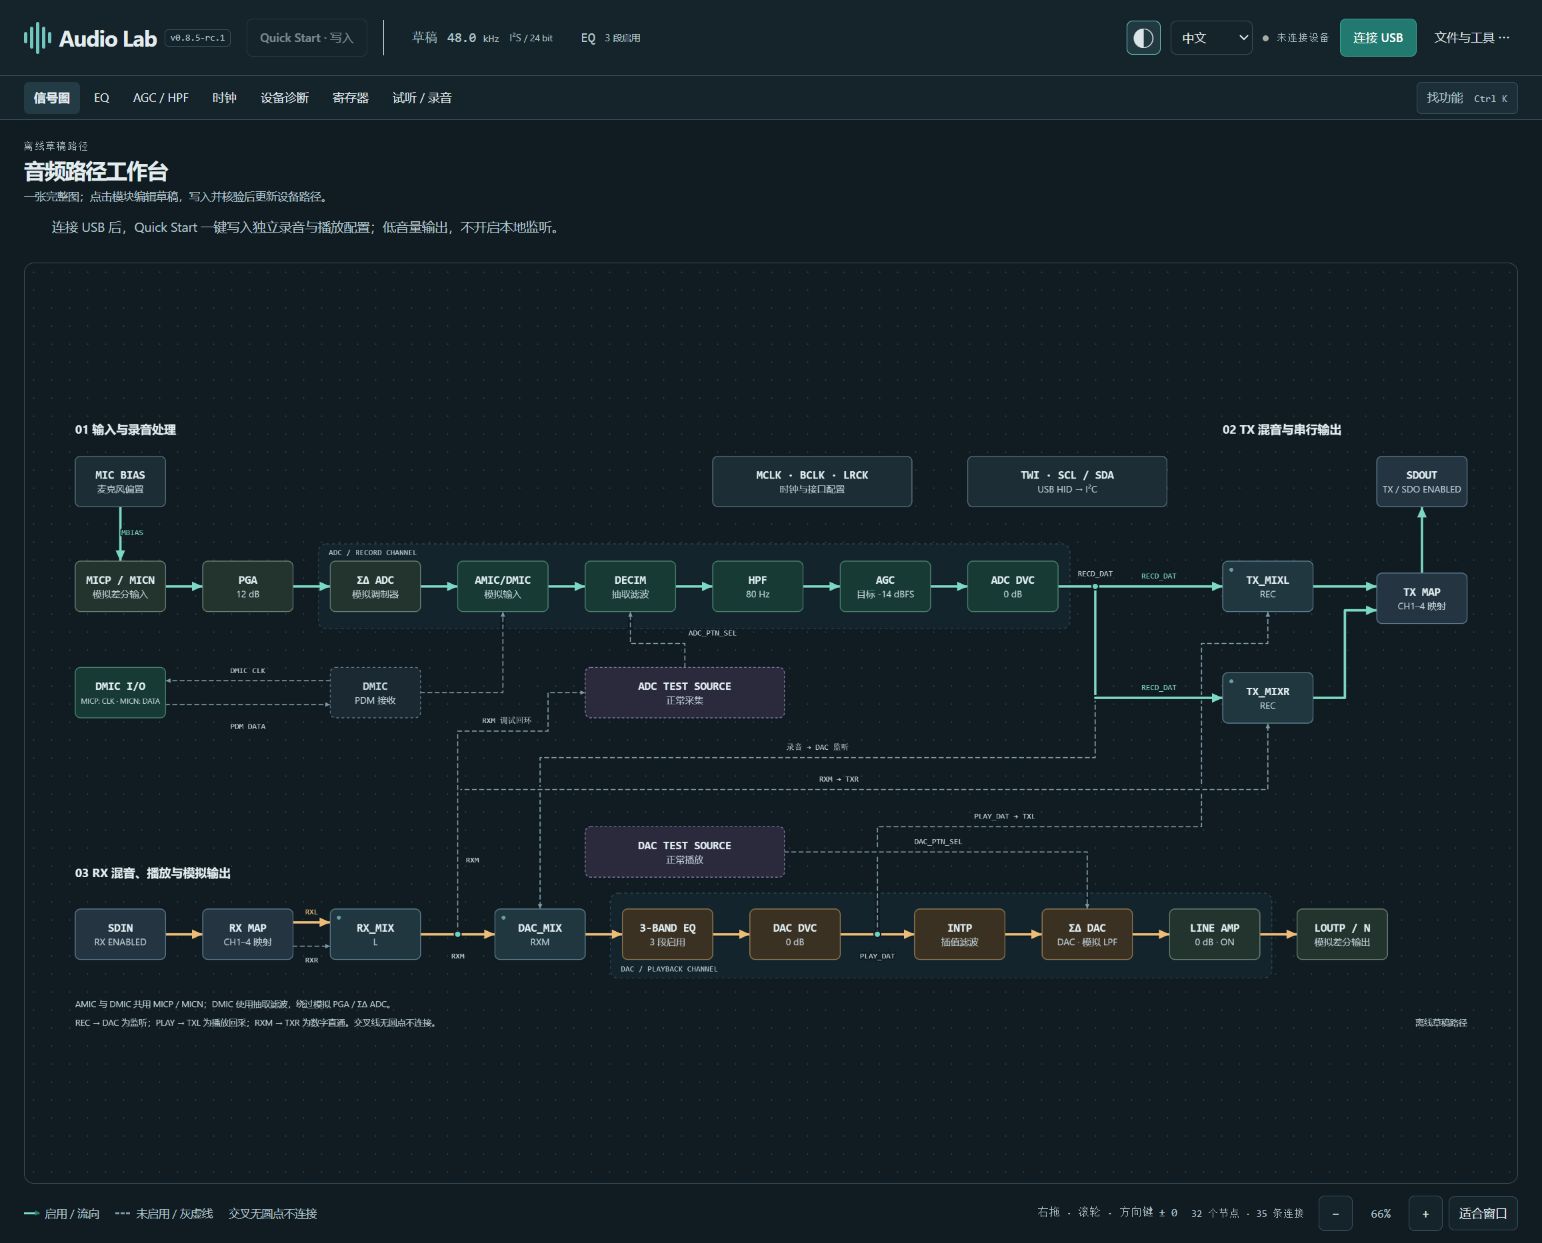 Audio Lab v0.8.5-rc.1 Quick Start · 写入 草稿 48.0 kHz I²S / 24 bit EQ 3 段启用 中文 未连接设备 连接 USB 文件与工具 ···
信号图 EQ AGC / HPF 时钟 设备诊断 寄存器 试听 / 录音 找功能 Ctrl K
离线草稿路径
音频路径工作台
一张完整图；点击模块编辑草稿，写入并核验后更新设备路径。
连接 USB 后，Quick Start 一键写入独立录音与播放配置；低音量输出，不开启本地监听。
01 输入与录音处理
02 TX 混音与串行输出
MIC BIAS
麦克风偏置
MCLK · BCLK · LRCK
时钟与接口配置
TWI · SCL / SDA
USB HID → I²C
SDOUT
TX / SDO ENABLED
MBIAS
ADC / RECORD CHANNEL
MICP / MICN
模拟差分输入
PGA
12 dB
ΣΔ ADC
模拟调制器
AMIC/DMIC
模拟输入
DECIM
抽取滤波
HPF
80 Hz
AGC
目标 -14 dBFS
ADC DVC
0 dB
RECD_DAT
RECD_DAT
TX_MIXL
REC
TX MAP
CH1–4 映射
ADC_PTN_SEL
DMIC I/O
MICP: CLK · MICN: DATA
DMIC CLK
PDM DATA
DMIC
PDM 接收
ADC TEST SOURCE
正常采集
RECD_DAT
TX_MIXR
REC
RXM 调试回环
录音 → DAC 监听
RXM → TXR
PLAY_DAT → TXL
DAC TEST SOURCE
正常播放
DAC_PTN_SEL
RXM
03 RX 混音、播放与模拟输出
SDIN
RX ENABLED
RX MAP
CH1–4 映射
RXL
RXR
RX_MIX
L
RXM
DAC_MIX
RXM
3-BAND EQ
3 段启用
DAC DVC
0 dB
PLAY_DAT
INTP
插值滤波
ΣΔ DAC
DAC · 模拟 LPF
LINE AMP
0 dB · ON
LOUTP / N
模拟差分输出
DAC / PLAYBACK CHANNEL
AMIC 与 DMIC 共用 MICP / MICN；DMIC 使用抽取滤波，绕过模拟 PGA / ΣΔ ADC。
REC → DAC 为监听；PLAY → TXL 为播放回采；RXM → TXR 为数字直通。交叉线无圆点不连接。
离线草稿路径
启用 / 流向 未启用 / 灰虚线 交叉无圆点不连接 右拖 · 滚轮 · 方向键 ± 0 32 个节点 · 35 条连接 − 66% + 适合窗口